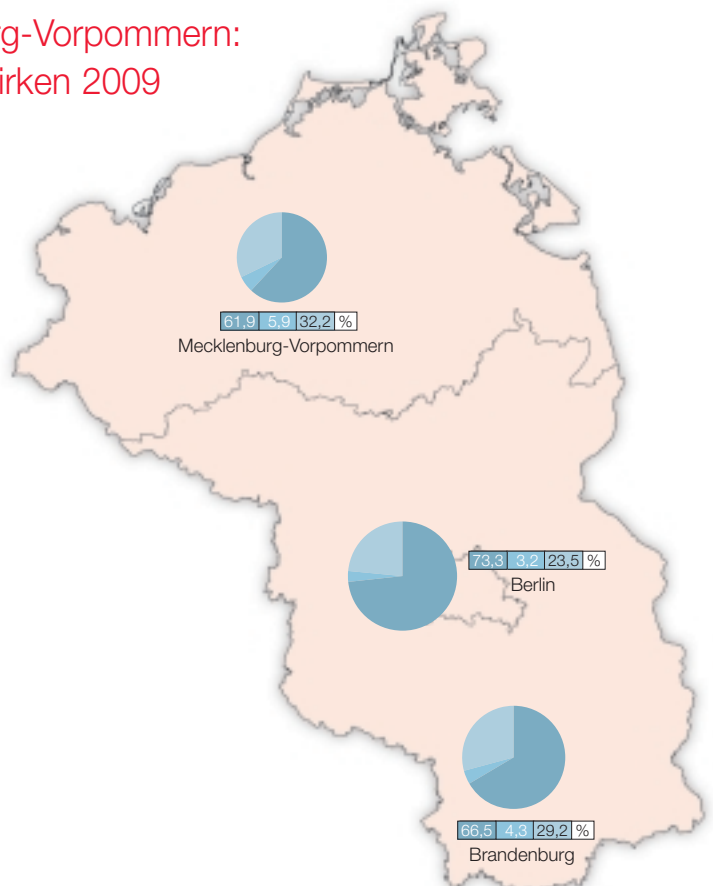 rg-Vorpommern:
irken 2009
61,9 5,9 32,2 %
Mecklenburg-Vorpommern
73,3 3,2 23,5 %
Berlin
66,5 4,3 29,2 %
Brandenburg